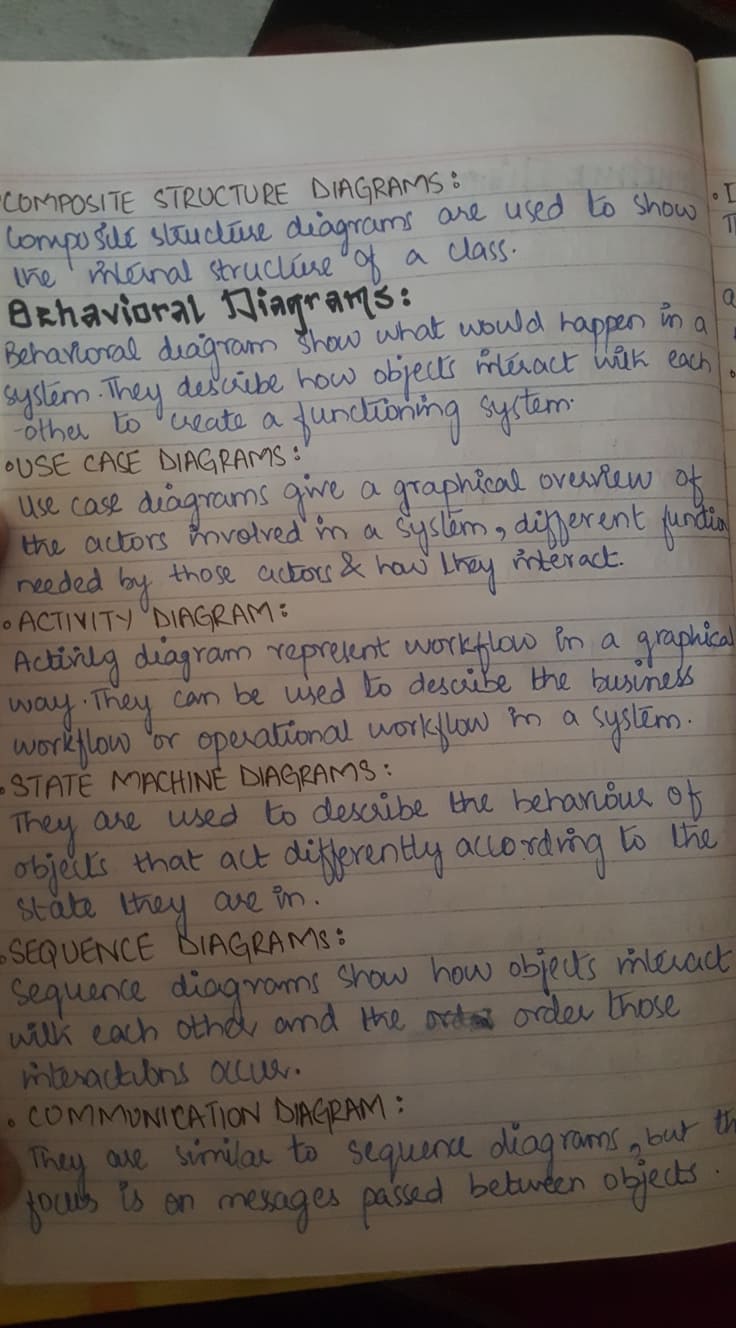 COMPOSITE STRUCTURE DIAGRAMS:
Composite structure diagrams are used to show
the internal structure of a class.
Behavioral Diagrams:
Behavioral diagram show what would happen in a
system. They describe how objects interact with each
-other to create a functioning system.
•USE CASE DIAGRAMS:
Use case diagrams give a graphical overview of
the actors involved in a system, different functio
needed by those actors & how they interact.
•ACTIVITY DIAGRAM:
Activity diagram represent workflow in a graphical
way. They can be used to describe the business
workflow or operational workflow in a system.
•STATE MACHINE DIAGRAMS:
They are used to describe the behaviour of
objects that act differently according to the
state they are in.
•SEQUENCE DIAGRAMS:
Sequence diagrams show how objects interact
with each other and the order those
interactions occur.
• COMMUNICATION DIAGRAM:
They are similar to sequence diagrams, but th
focus is on mesages passed between objects.